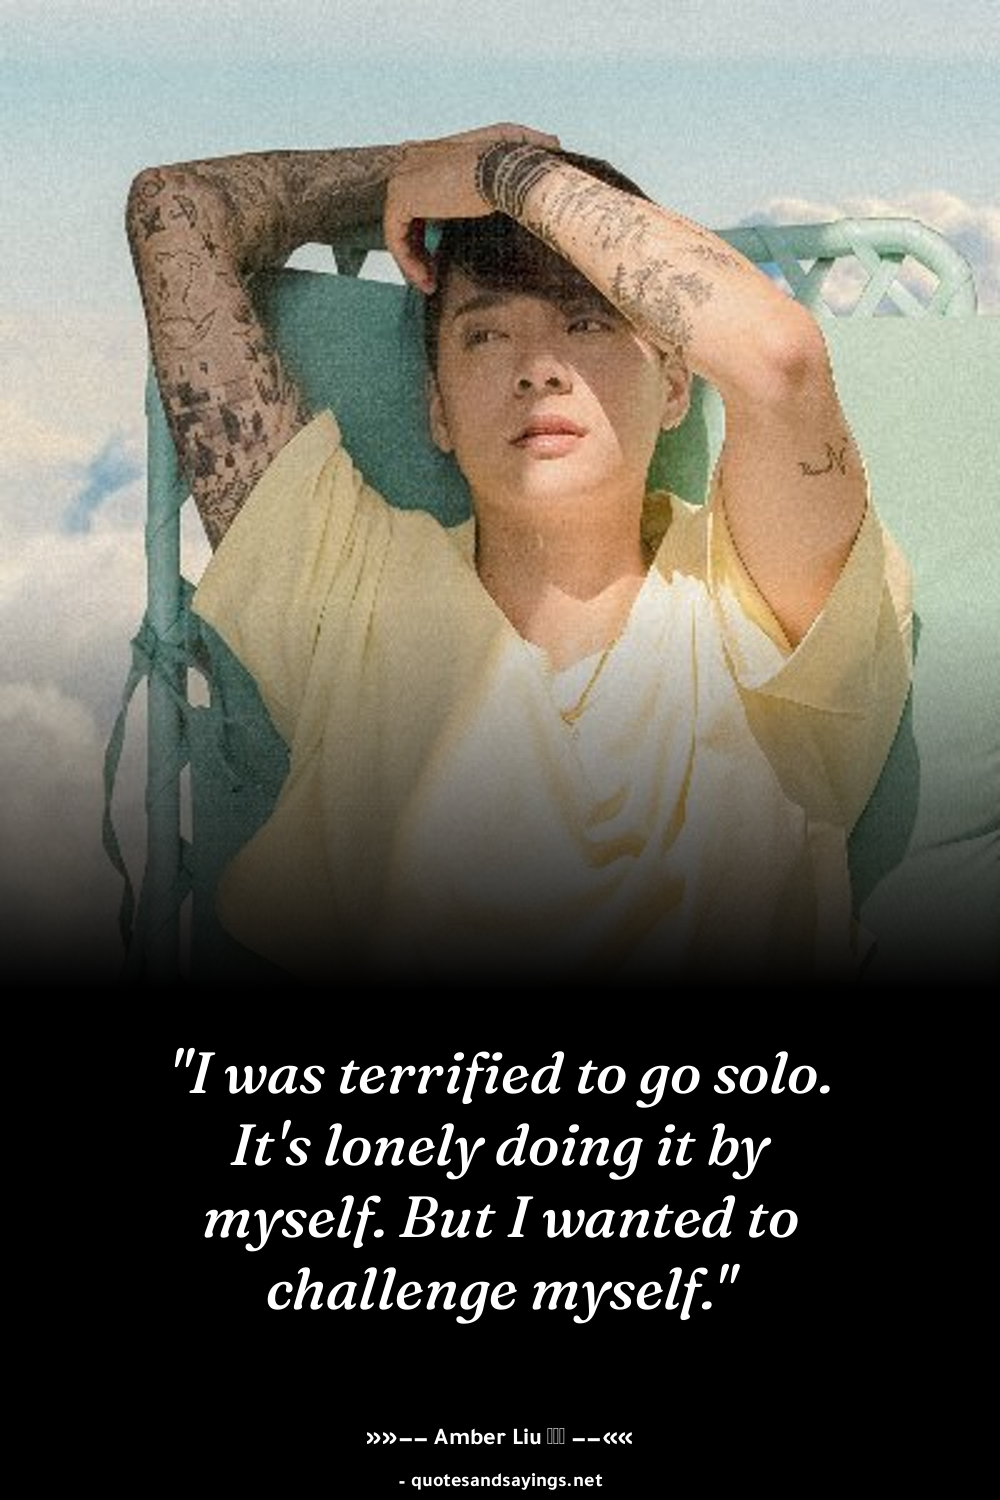 "I was terrified to go solo.
It's lonely doing it by
myself. But I wanted to
challenge myself."
»»−− Amber Liu −−««
- quotesandsayings.net